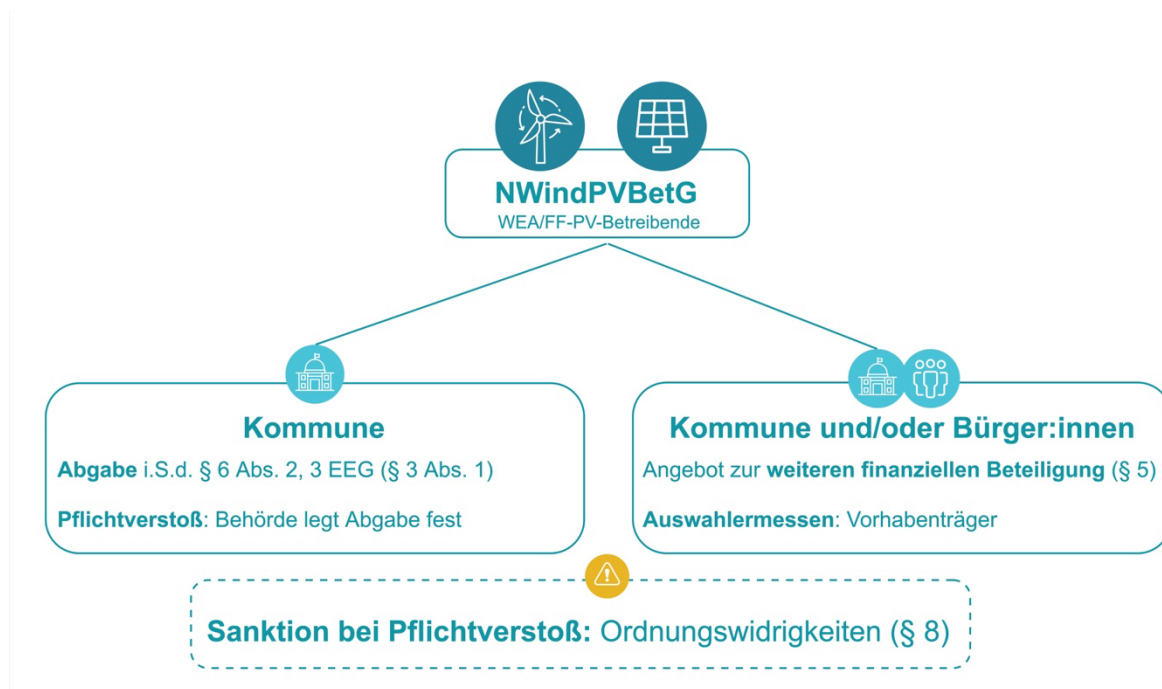 NWindPVBetG
WEA/FF-PV-Betreibende
Kommune
Abgabe i.S.d. § 6 Abs. 2, 3 EEG (§ 3 Abs. 1)
Pflichtverstoß: Behörde legt Abgabe fest
Kommune und/oder Bürger:innen
Angebot zur weiteren finanziellen Beteiligung (§ 5)
Auswahlermessen: Vorhabenträger
Sanktion bei Pflichtverstoß: Ordnungswidrigkeiten (§ 8)